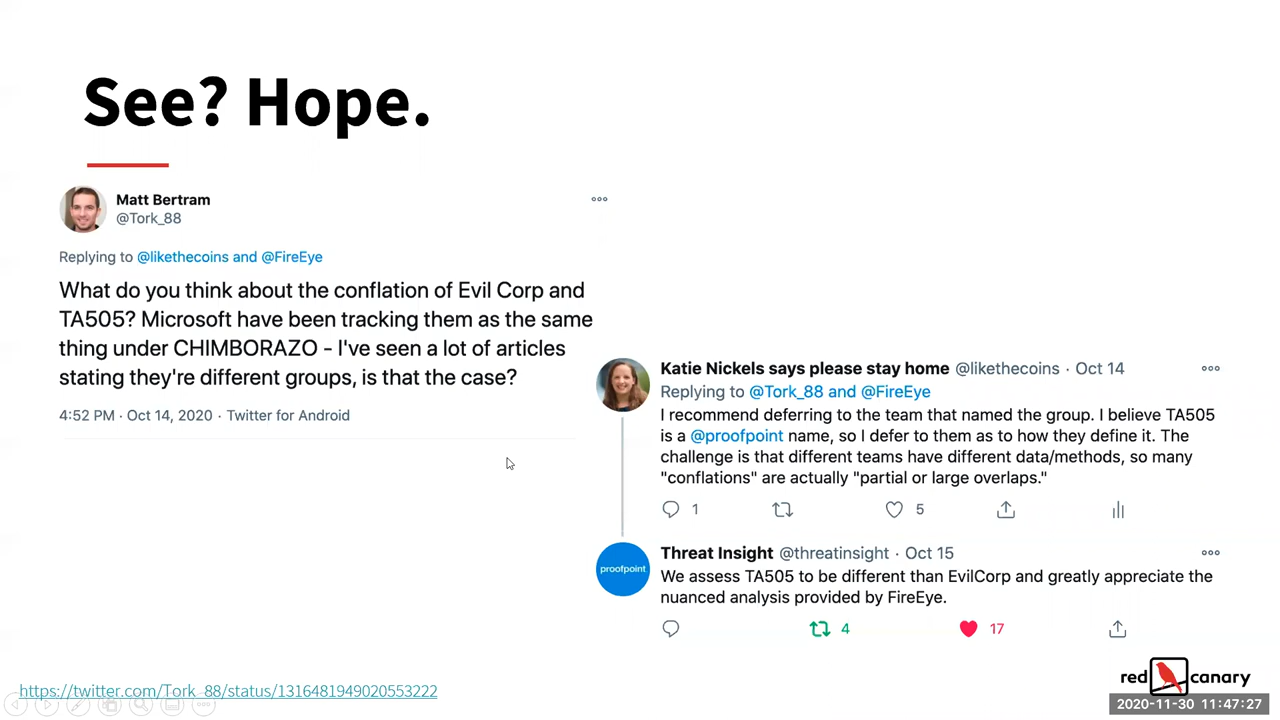 See? Hope.
Matt Bertram
@Tork_88
Replying to @likethecoins and @FireEye
What do you think about the conflation of Evil Corp and
TA505? Microsoft have been tracking them as the same
thing under CHIMBORAZO - I've seen a lot of articles
stating they're different groups, is that the case?
4:52 PM · Oct 14, 2020 · Twitter for Android
Katie Nickels says please stay home @likethecoins · Oct 14
Replying to @Tork_88 and @FireEye
I recommend deferring to the team that named the group. I believe TA505
is a @proofpoint name, so I defer to them as to how they define it. The
challenge is that different teams have different data/methods, so many
"conflations" are actually "partial or large overlaps."
1 5
proofpoint
Threat Insight @threatinsight · Oct 15
We assess TA505 to be different than EvilCorp and greatly appreciate the
nuanced analysis provided by FireEye.
4 17
https://twitter.com/Tork_88/status/1316481949020553222
red canary
2020-11-30 11:47:27